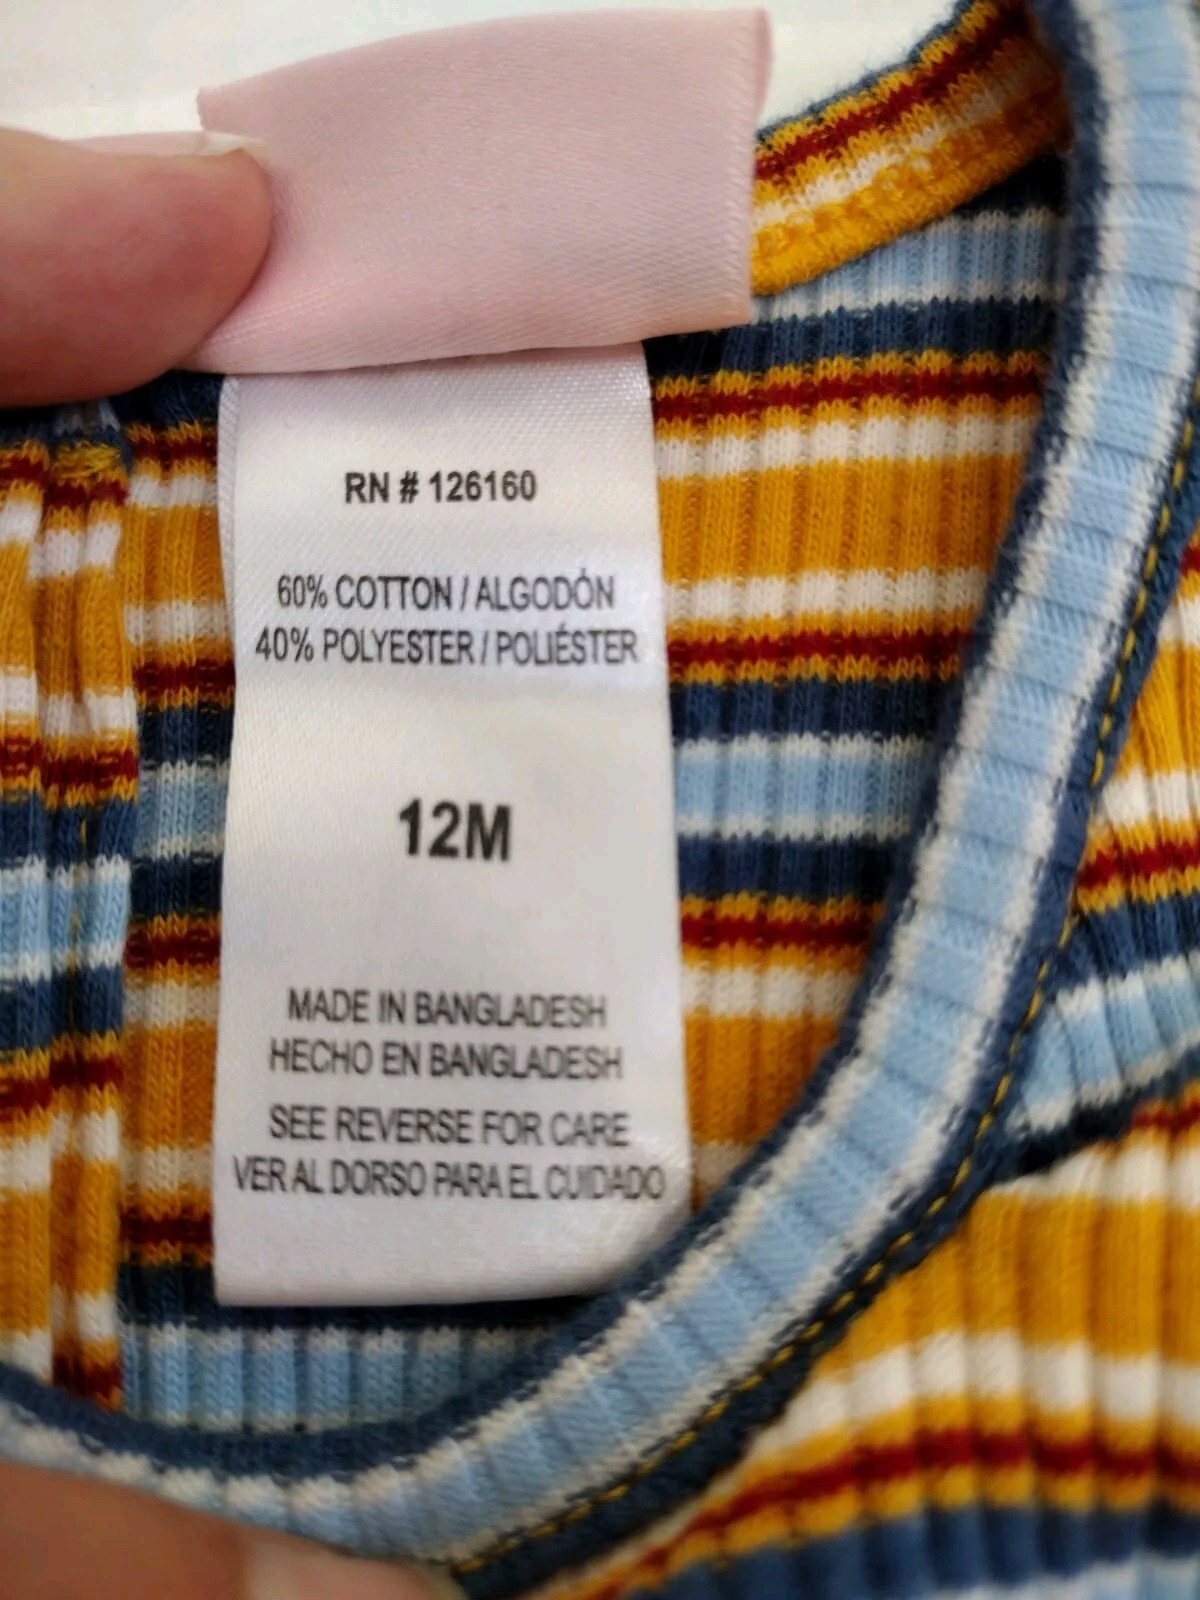 RN # 126160
60% COTTON / ALGODÓN
40% POLYESTER / POLIÉSTER
12M
MADE IN BANGLADESH
HECHO EN BANGLADESH
SEE REVERSE FOR CARE
VER AL DORSO PARA EL CUIDADO